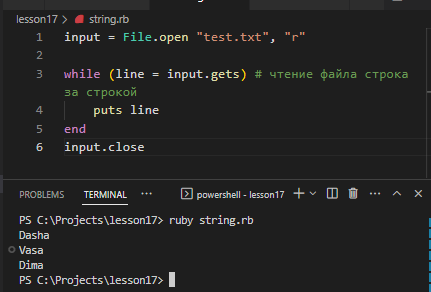 lesson17 > string.rb
1 input = File.open "test.txt", "r"
2
3 while (line = input.gets) # чтение файла строка
за строкой
4 puts line
5 end
6 input.close
PROBLEMS TERMINAL ... powershell - lesson17
PS C:\Projects\lesson17> ruby string.rb
Dasha
Vasa
Dima
PS C:\Projects\lesson17>